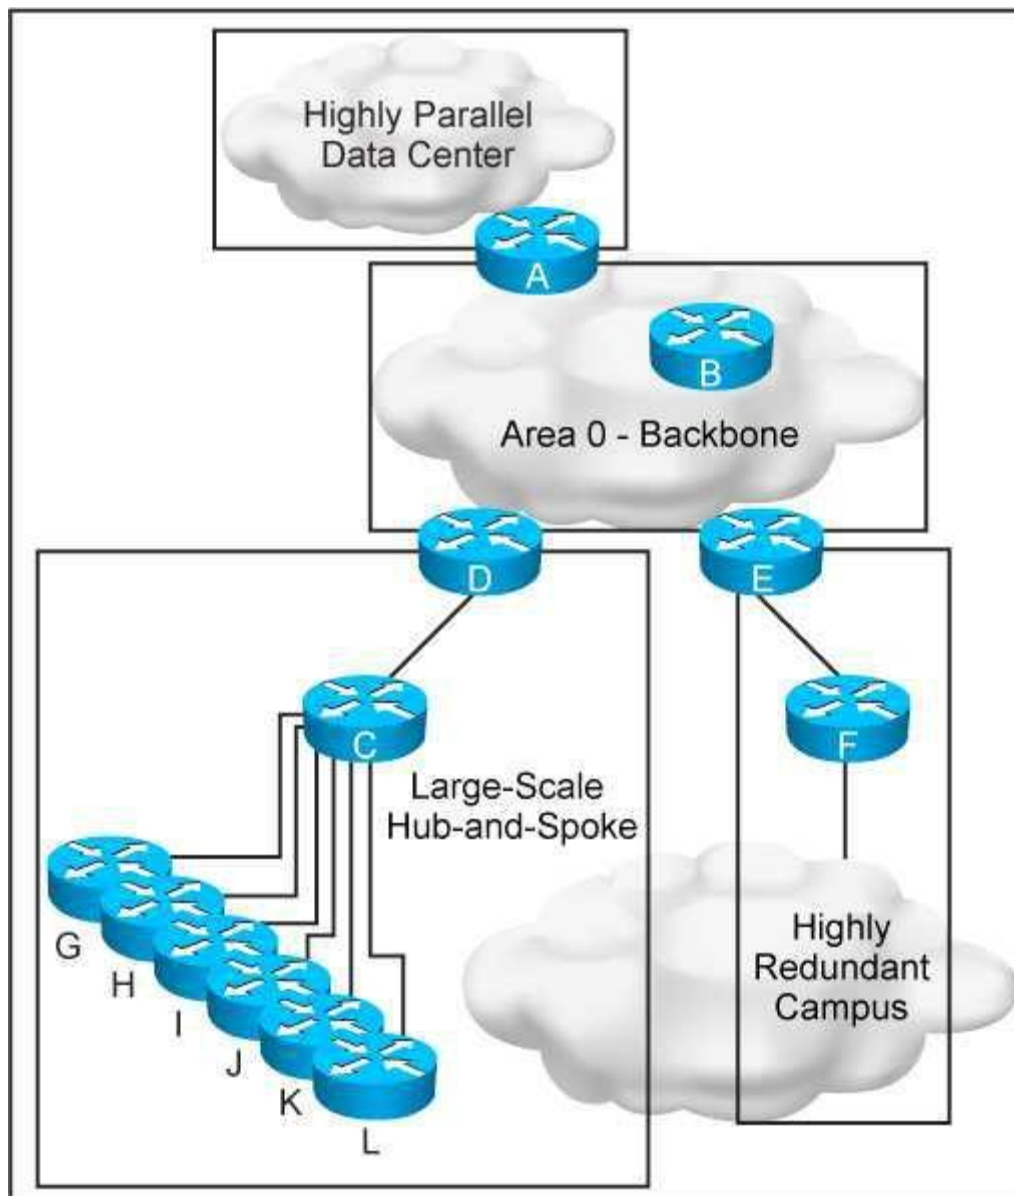 Highly Parallel
Data Center
A
B
Area 0 - Backbone
D
E
C
F
Large-Scale
Hub-and-Spoke
G
H
I
J
K
L
Highly
Redundant
Campus